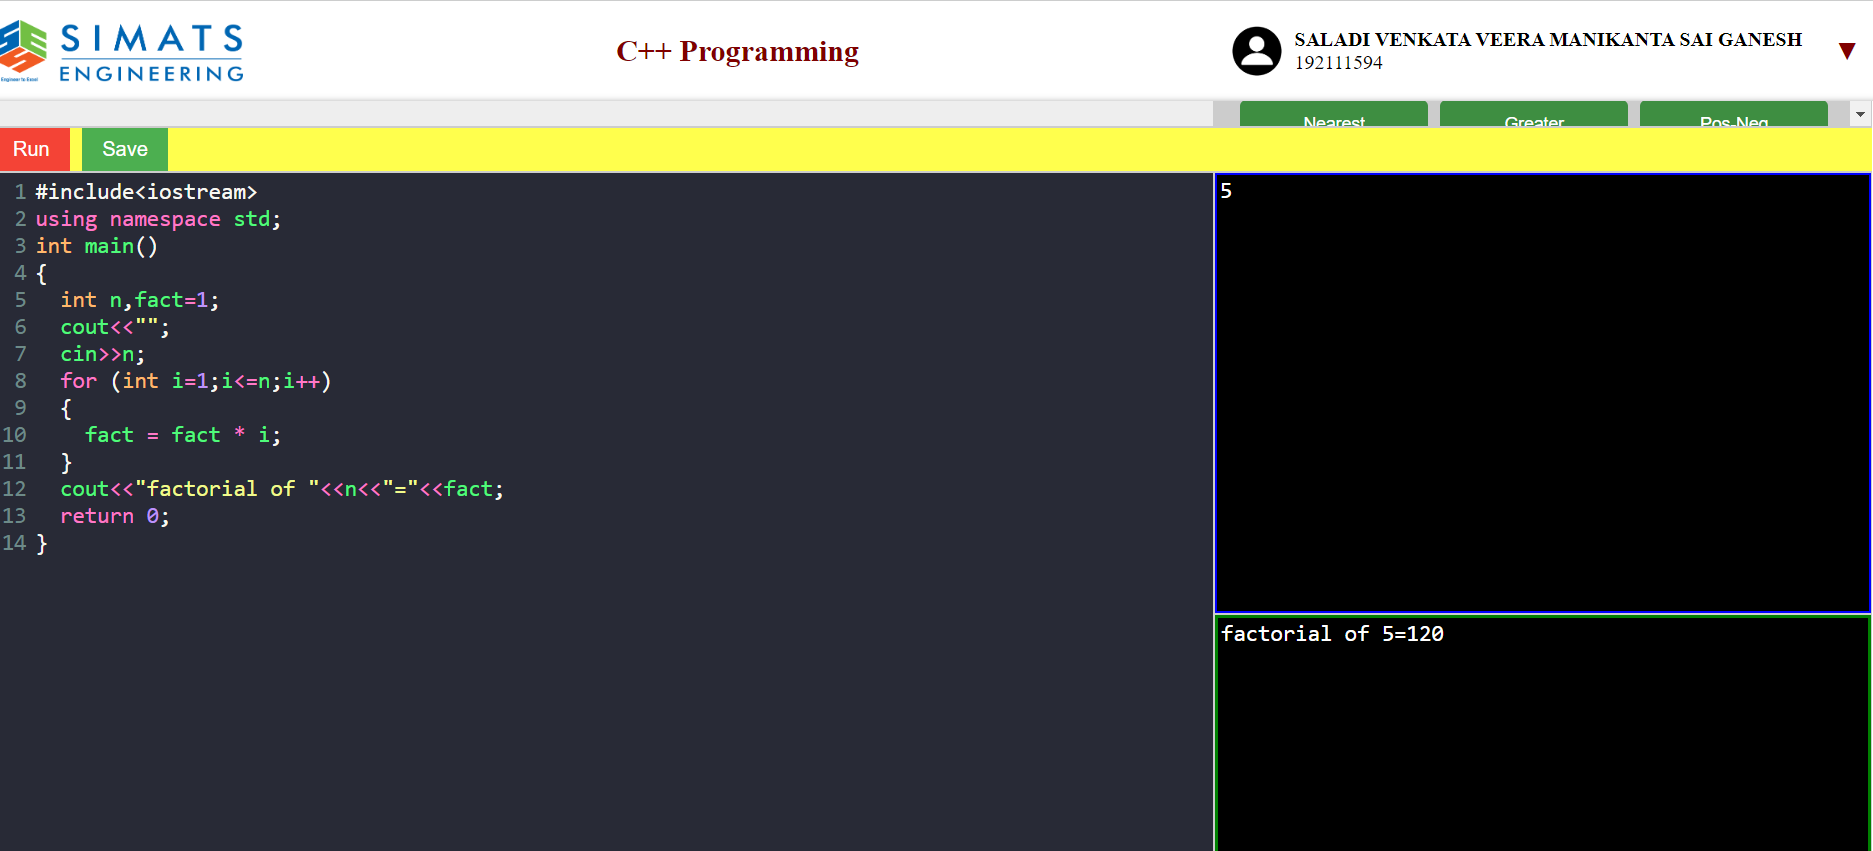 SIMATS
ENGINEERING
Engineer to Excel
C++ Programming
SALADI VENKATA VEERA MANIKANTA SAI GANESH
192111594
Nearest
Greater
Pos-Neg
Run
Save
1 #include<iostream>
2 using namespace std;
3 int main()
4 {
5   int n,fact=1;
6   cout<<"";
7   cin>>n;
8   for (int i=1;i<=n;i++)
9   {
10     fact = fact * i;
11   }
12   cout<<"factorial of "<<n<<"="<<fact;
13   return 0;
14 }
5
factorial of 5=120